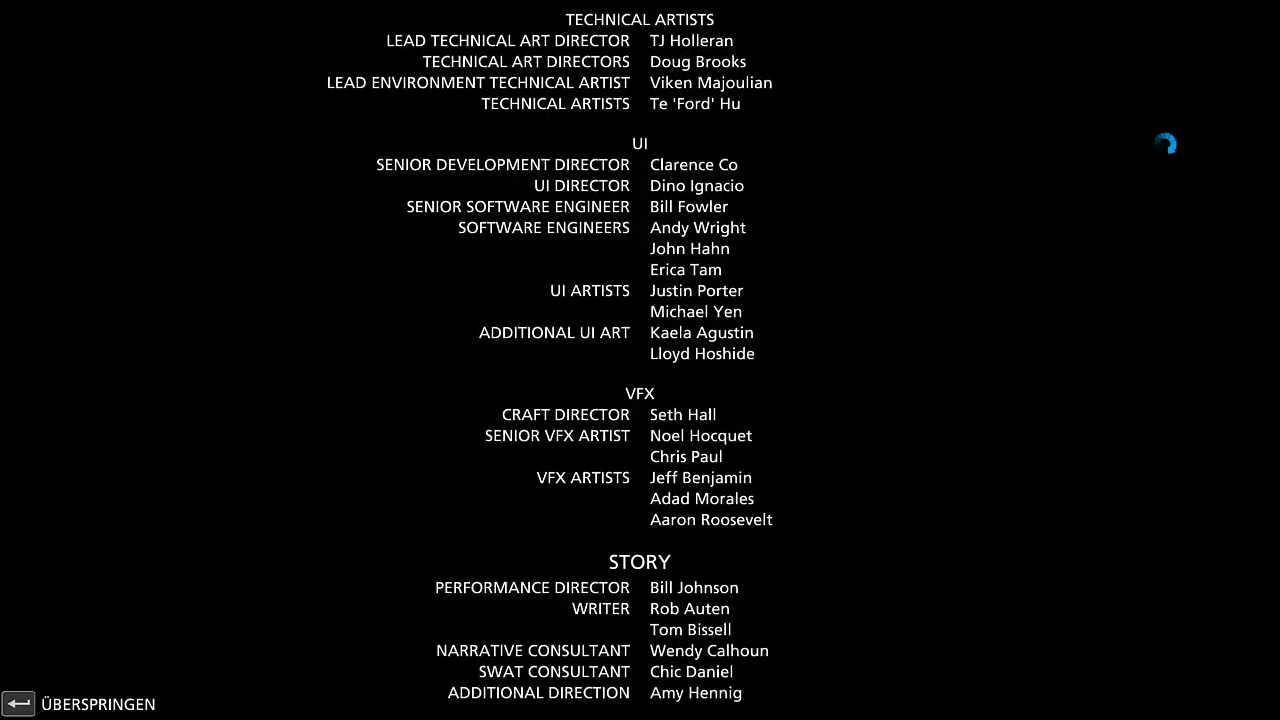 TECHNICAL ARTISTS
LEAD TECHNICAL ART DIRECTOR TJ Holleran
TECHNICAL ART DIRECTORS Doug Brooks
LEAD ENVIRONMENT TECHNICAL ARTIST Viken Majoulian
TECHNICAL ARTISTS Te 'Ford' Hu
UI
SENIOR DEVELOPMENT DIRECTOR Clarence Co
UI DIRECTOR Dino Ignacio
SENIOR SOFTWARE ENGINEER Bill Fowler
SOFTWARE ENGINEERS Andy Wright
John Hahn
Erica Tam
UI ARTISTS Justin Porter
Michael Yen
ADDITIONAL UI ART Kaela Agustin
Lloyd Hoshide
VFX
CRAFT DIRECTOR Seth Hall
SENIOR VFX ARTIST Noel Hocquet
Chris Paul
VFX ARTISTS Jeff Benjamin
Adad Morales
Aaron Roosevelt
STORY
PERFORMANCE DIRECTOR Bill Johnson
WRITER Rob Auten
Tom Bissell
NARRATIVE CONSULTANT Wendy Calhoun
SWAT CONSULTANT Chic Daniel
ADDITIONAL DIRECTION Amy Hennig
ÜBERSPRINGEN